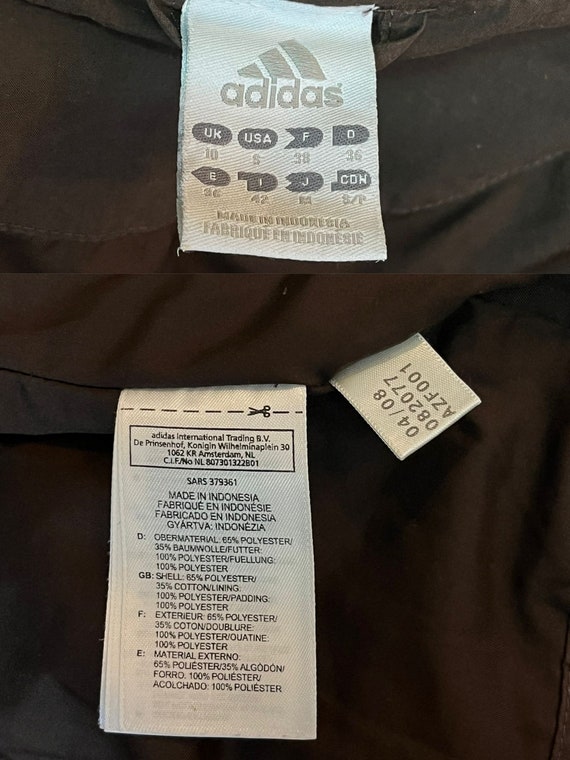 adidas
UK USA F D
10 S 38 36
E I J CDN
36 42 M S/P
MADE IN INDONESIA
FABRIQUE EN INDONESIE
04/08
082077
AZF001
adidas International Trading B.V.
De Prinsenhof, Konigin Wilhelminaplein 30
1062 KR Amsterdam, NL
C.I.F./No NL 807301322B01
SARS 379361
MADE IN INDONESIA
FABRIQUÉ EN INDONÉSIE
FABRICADO EN INDONESIA
GYÁRTVA: INDONÉZIA
D: OBERMATERIAL: 65% POLYESTER/
35% BAUMWOLLE/FUTTER:
100% POLYESTER/FUELLUNG:
100% POLYESTER
GB: SHELL: 65% POLYESTER/
35% COTTON/LINING:
100% POLYESTER/PADDING:
100% POLYESTER
F: EXTERIEUR: 65% POLYESTER/
35% COTON/DOUBLURE:
100% POLYESTER/OUATINE:
100% POLYESTER
E: MATERIAL EXTERNO:
65% POLIÉSTER/35% ALGODÓN/
FORRO: 100% POLIÉSTER/
ACOLCHADO: 100% POLIÉSTER